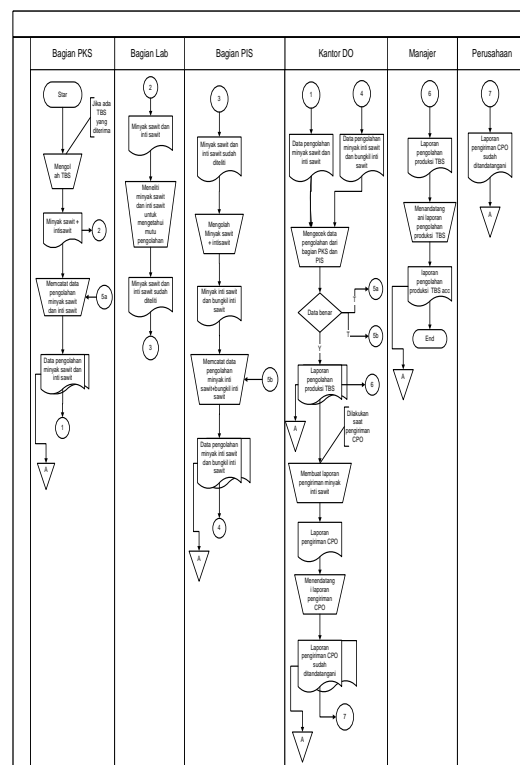 Bagian PKS
Bagian Lab
Bagian PIS
Kantor DO
Manajer
Perusahaan
Star
Jika ada
TBS
yang
diterima
Mengol
ah TBS
Minyak sawit +
intisawit
2
Memcatat data
pengolahan
minyak sawit
dan inti sawit
5a
Data pengolahan
minyak sawit dan
inti sawit
1
A
2
Minyak sawit dan
inti sawit
Meneliti
minyak sawit
dan inti sawit
untuk
mengetahui
mutu
pengolahan
Minyak sawit dan
inti sawit sudah
diteliti
3
3
Minyak sawit dan
inti sawit sudah
diteliti
Mengolah
Minyak sawit
+ intisawit
Minyak inti sawit
dan bungkil inti
sawit
Memcatat data
pengolahan
minyak inti
sawit+bungkil inti
sawit
5b
Data pengolahan
minyak inti sawit
dan bungkil inti
sawit
4
A
1
4
Data pengolahan
minyak sawit dan
inti sawit
Data pengolahan
minyak inti sawit
dan bungkil inti
sawit
Mengecek data
pengolahan dari
bagian PKS dan
PIS
Data benar
T
5a
T
5b
Y
Laporan
pengolahan
produksi TBS
6
A
Dilakukan
saat
pengiriman
CPO
Membuat laporan
pengiriman minyak
inti sawit
Laporan
pengiriman CPO
Menendatang
i laporan
pengiriman
CPO
Laporan
pengiriman CPO
sudah
ditandatangani
7
A
6
Laporan
pengolahan
produksi TBS
Menandatang
ani laporan
pengolahan
produksi TBS
laporan
pengolahan
produksi TBS acc
End
A
7
Laporan
pengiriman CPO
sudah
ditandatangani
A